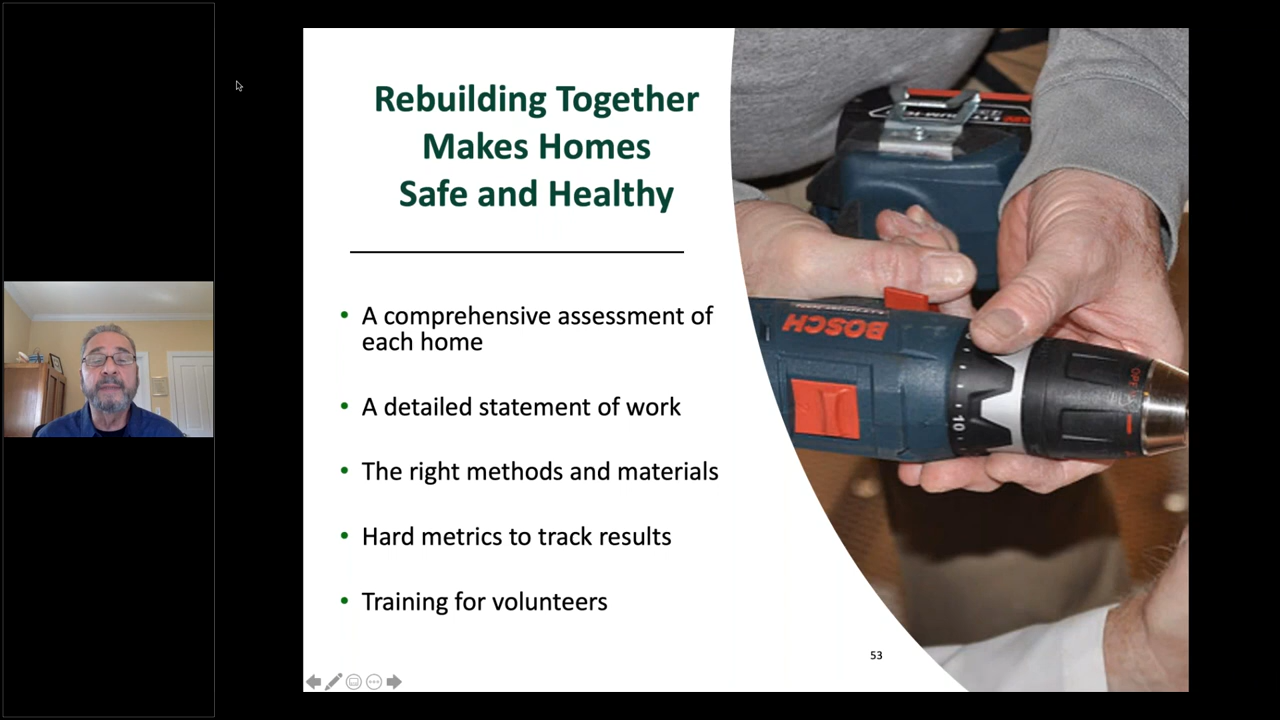 Rebuilding Together
Makes Homes
Safe and Healthy
• A comprehensive assessment of
each home
• A detailed statement of work
• The right methods and materials
• Hard metrics to track results
• Training for volunteers
BOSCH
10
53